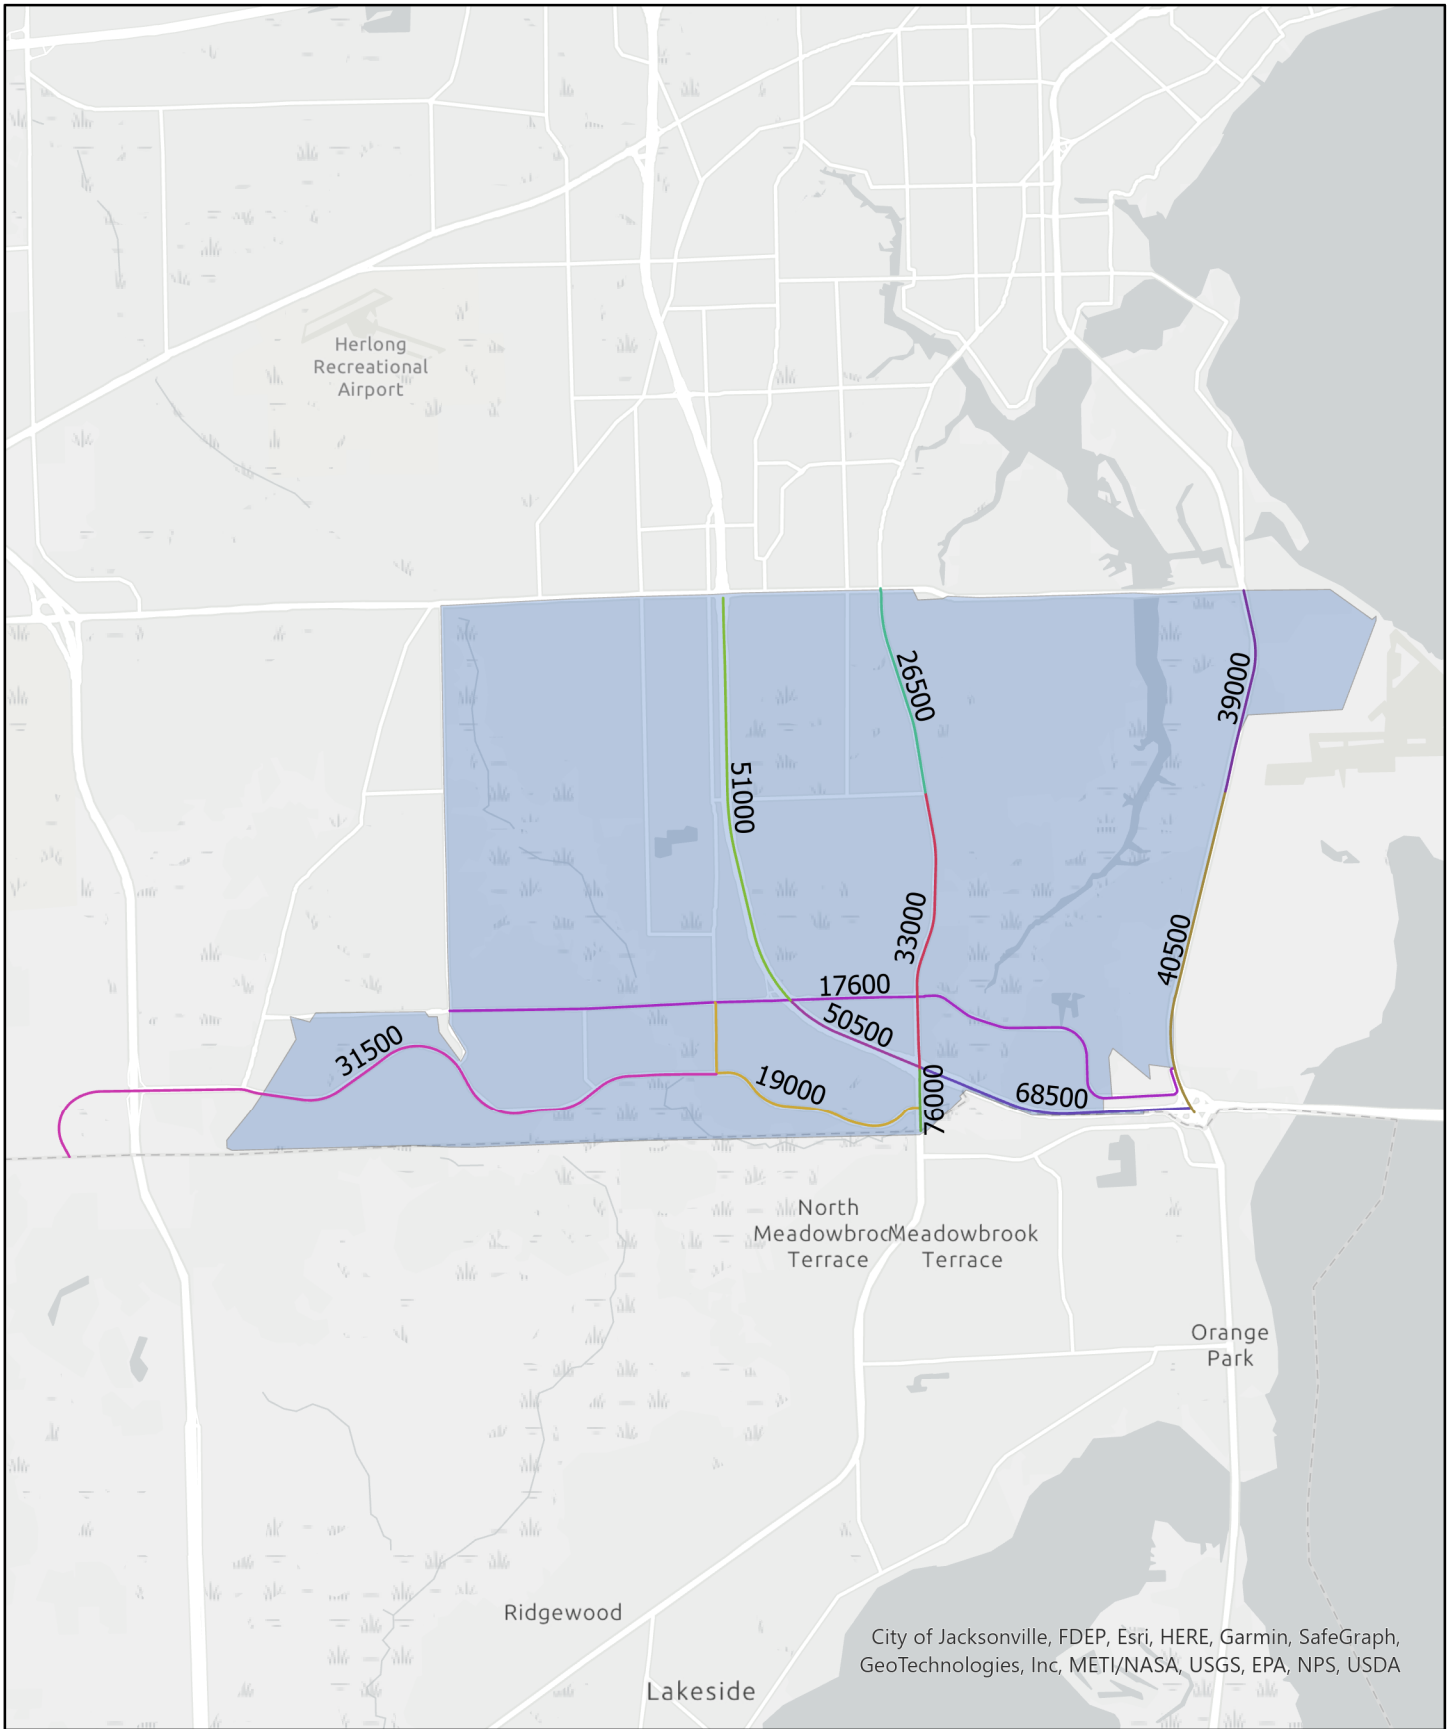 Herlong
Recreational
Airport
26500
39000
51000
33000
40500
17600
50500
31500
19000
76000
68500
North
Meadowbrook
Terrace
Meadowbrook
Terrace
Orange
Park
Ridgewood
City of Jacksonville, FDEP, Esri, HERE, Garmin, SafeGraph,
GeoTechnologies, Inc, METI/NASA, USGS, EPA, NPS, USDA
Lakeside